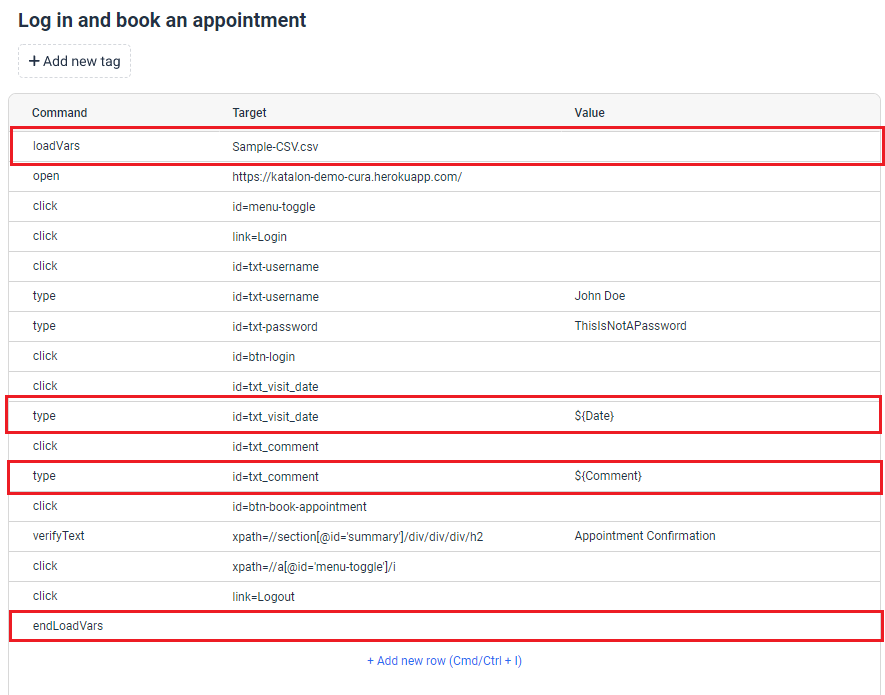 Log in and book an appointment
+ Add new tag
Command Target Value
loadVars Sample-CSV.csv
open https://katalon-demo-cura.herokuapp.com/
click id=menu-toggle
click link=Login
click id=txt-username
type id=txt-username John Doe
type id=txt-password ThisIsNotAPassword
click id=btn-login
click id=txt_visit_date
type id=txt_visit_date ${Date}
click id=txt_comment
type id=txt_comment ${Comment}
click id=btn-book-appointment
verifyText xpath=//section[@id='summary']/div/div/div/h2 Appointment Confirmation
click xpath=//a[@id='menu-toggle']/i
click link=Logout
endLoadVars
+ Add new row (Cmd/Ctrl + I)